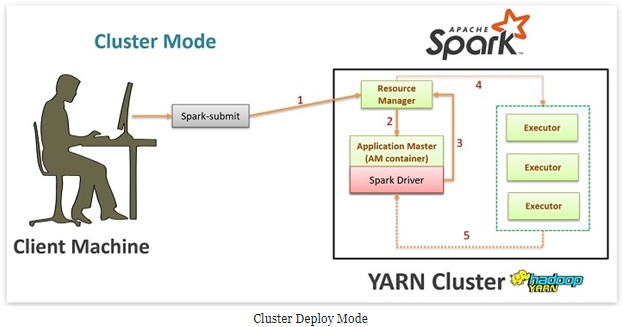 Cluster Mode
APACHE
Spark
TM
Spark-submit
1
Resource
Manager
4
2
3
Application Master
(AM container)
Spark Driver
Executor
Executor
Executor
5
Client Machine
YARN Cluster
hadoop
YARN
Cluster Deploy Mode